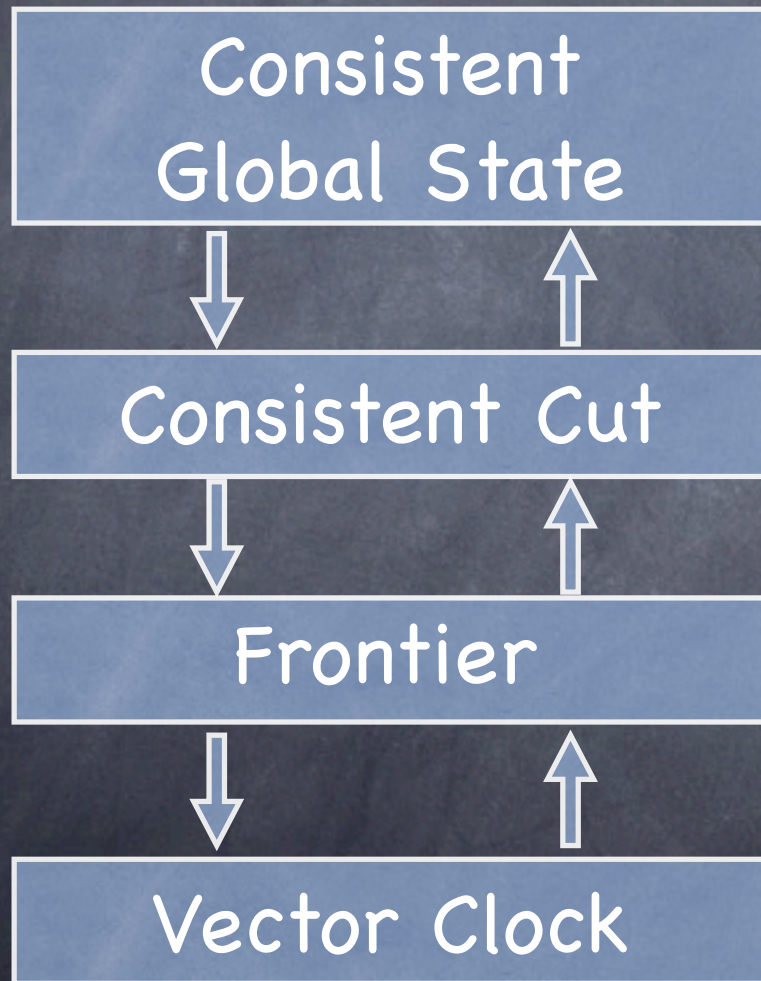 Consistent
Global State
Consistent Cut
Frontier
Vector Clock